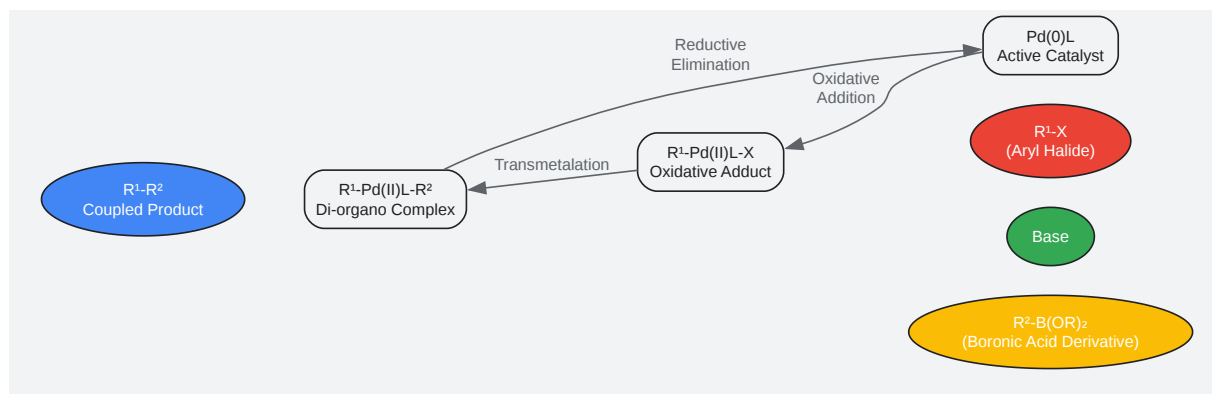 Pd(0)L
Active Catalyst
Reductive
Elimination
Oxidative
Addition
R¹-X
(Aryl Halide)
R¹-Pd(II)L-X
Oxidative Adduct
Transmetalation
R¹-Pd(II)L-R²
Di-organo Complex
R¹-R²
Coupled Product
Base
R²-B(OR)₂
(Boronic Acid Derivative)